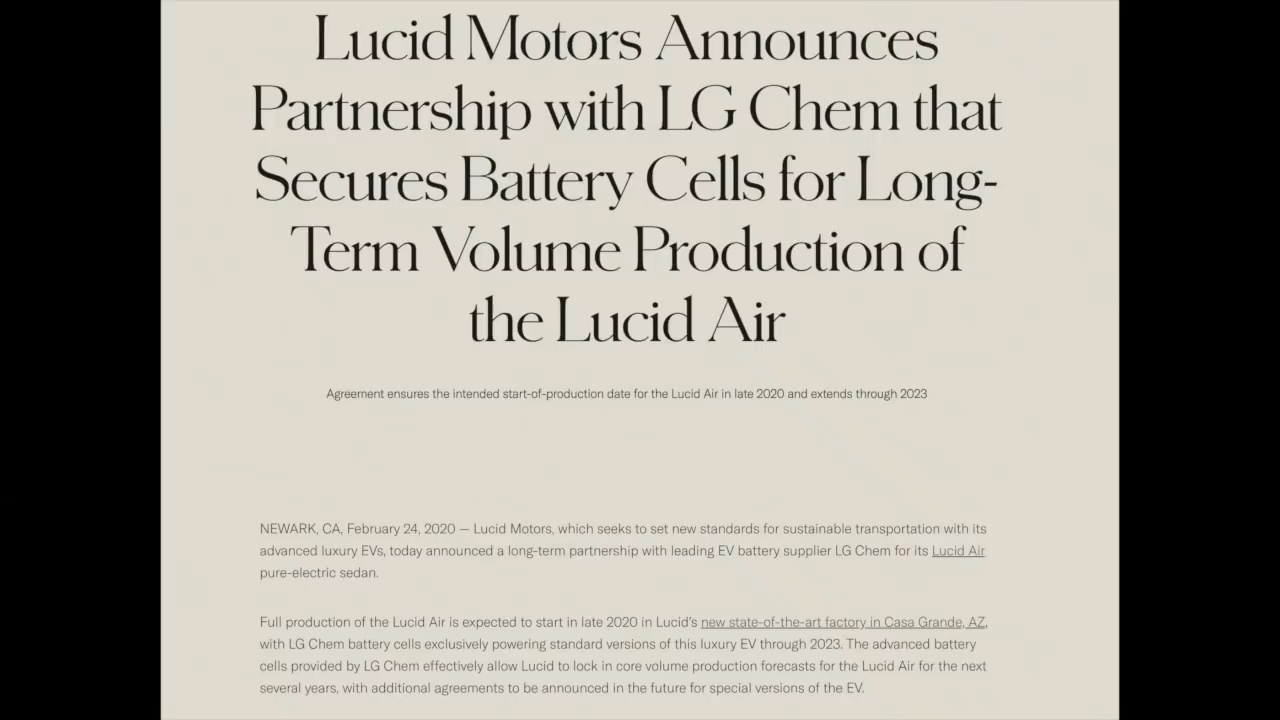 Lucid Motors Announces
Partnership with LG Chem that
Secures Battery Cells for Long-
Term Volume Production of
the Lucid Air
Agreement ensures the intended start-of-production date for the Lucid Air in late 2020 and extends through 2023
NEWARK, CA, February 24, 2020 — Lucid Motors, which seeks to set new standards for sustainable transportation with its
advanced luxury EVs, today announced a long-term partnership with leading EV battery supplier LG Chem for its Lucid Air
pure-electric sedan.
Full production of the Lucid Air is expected to start in late 2020 in Lucid's new state-of-the-art factory in Casa Grande, AZ,
with LG Chem battery cells exclusively powering standard versions of this luxury EV through 2023. The advanced battery
cells provided by LG Chem effectively allow Lucid to lock in core volume production forecasts for the Lucid Air for the next
several years, with additional agreements to be announced in the future for special versions of the EV.